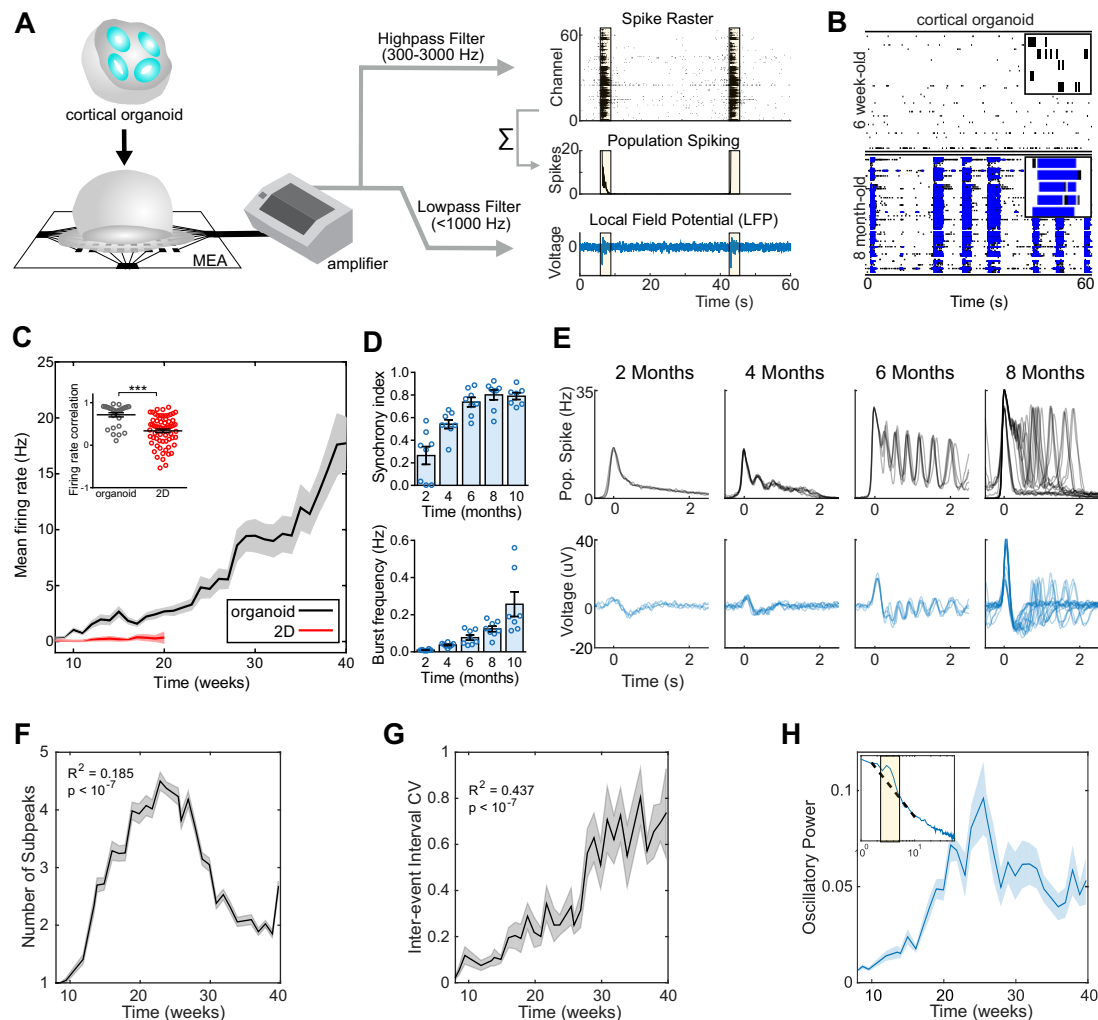 A
cortical organoid
MEA
amplifier
Highpass Filter
(300-3000 Hz)
Lowpass Filter
(<1000 Hz)
Σ
Spike Raster
Channel
60
0
Population Spiking
Spikes
20
0
Local Field Potential (LFP)
Voltage
0
0 20 40 60
Time (s)
B
cortical organoid
6 week-old
8 month-old
0 60
Time (s)
C
Mean firing rate (Hz)
25
20
15
10
5
0
10 20 30 40
Time (weeks)
Firing rate correlation
1
0
-1
***
organoid 2D
organoid
2D
D
Synchrony index
1.0
0.8
0.6
0.4
0.2
0.0
2 4 6 8 10
Time (months)
Burst frequency (Hz)
0.6
0.4
0.2
0.0
2 4 6 8 10
Time (months)
E
2 Months 4 Months 6 Months 8 Months
Pop. Spike (Hz)
35
0 2 0 2 0 2 0 2
Voltage (uV)
40
0
-20
0 2 0 2 0 2 0 2
Time (s)
F
Number of Subpeaks
5
4
3
2
1
R2 = 0.185
p < 10-7
10 20 30 40
Time (weeks)
G
Inter-event Interval CV
1
0.8
0.6
0.4
0.2
0
R2 = 0.437
p < 10-7
10 20 30 40
Time (weeks)
H
Oscillatory Power
0.1
0.05
0
100 101
10 20 30 40
Time (weeks)